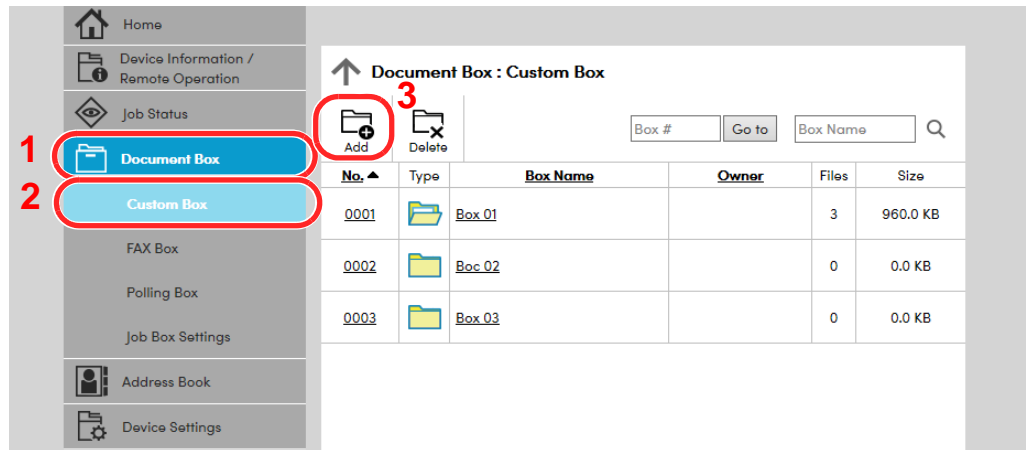 Home
Device Information /
Remote Operation
Job Status
1
Document Box
2
Custom Box
FAX Box
Polling Box
Job Box Settings
Address Book
Device Settings
Document Box : Custom Box
3
Add Delete
Box # Go to Box Name
No. Type Box Name Owner Files Size
0001 Box 01 3 960.0 KB
0002 Boc 02 0 0.0 KB
0003 Box 03 0 0.0 KB